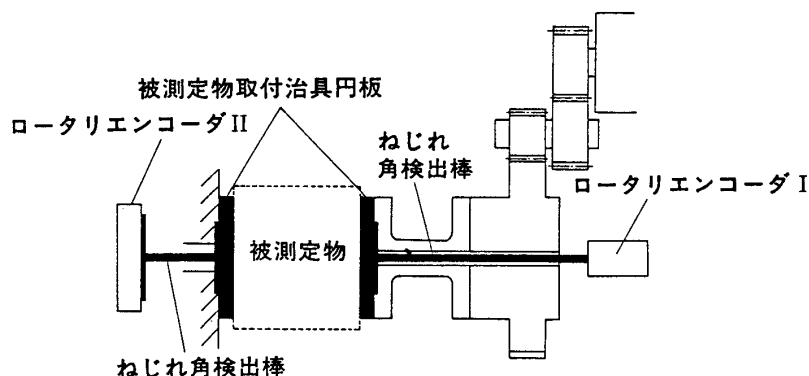 被測定物取付治具円板
ロータリエンコーダⅡ
ねじれ
角検出棒
ロータリエンコーダⅠ
被測定物
ねじれ角検出棒